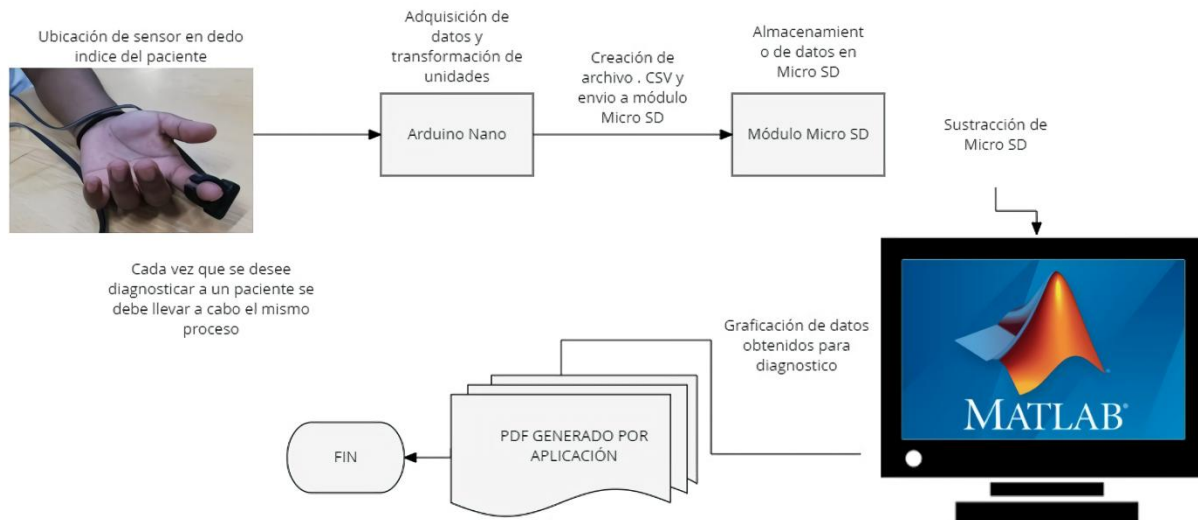 Ubicación de sensor en dedo
indice del paciente
Adquisición de
datos y
transformación de
unidades
Arduino Nano
Creación de
archivo . CSV y
envio a módulo
Micro SD
Almacenamient
o de datos en
Micro SD
Módulo Micro SD
Sustracción de
Micro SD
MATLAB®
Cada vez que se desee
diagnosticar a un paciente se
debe llevar a cabo el mismo
proceso
Graficación de datos
obtenidos para
diagnostico
PDF GENERADO POR
APLICACIÓN
FIN